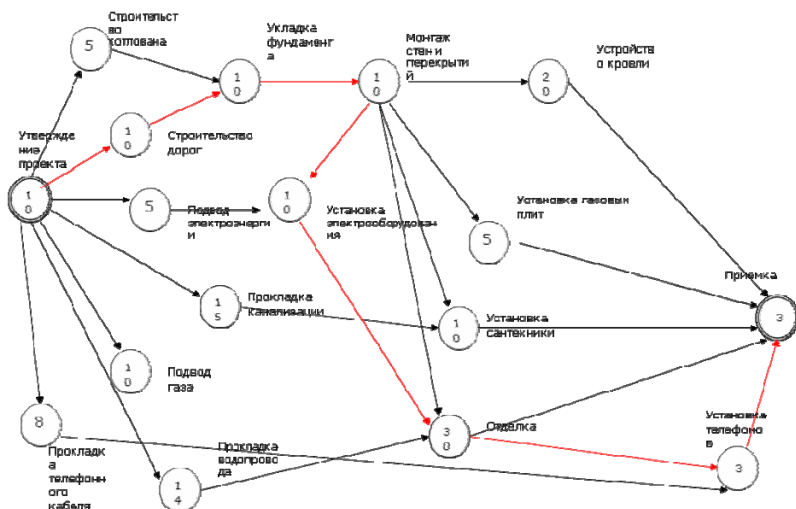 Строительст
во
котлована
5
Укладка
фундамент
а
1
0
Монтаж
стен и
перекрыти
й
1
0
Устройств
о кровли
2
0
Утвержде
ние
проекта
1
0
1
0
Строительство
дорог
5
Подвод
электроэнерги
и
1
0
Установка
электрооборудован
ия
5
Установка газовых
плит
Приемка
3
1
5
Прокладка
канализации
1
0
Установка
сантехники
1
0
Подвод
газа
8
Прокладк
а
телефонн
ого
кабеля
1
4
Прокладка
водопрово
да
3
0
Отделка
Установка
телефоно
в
3